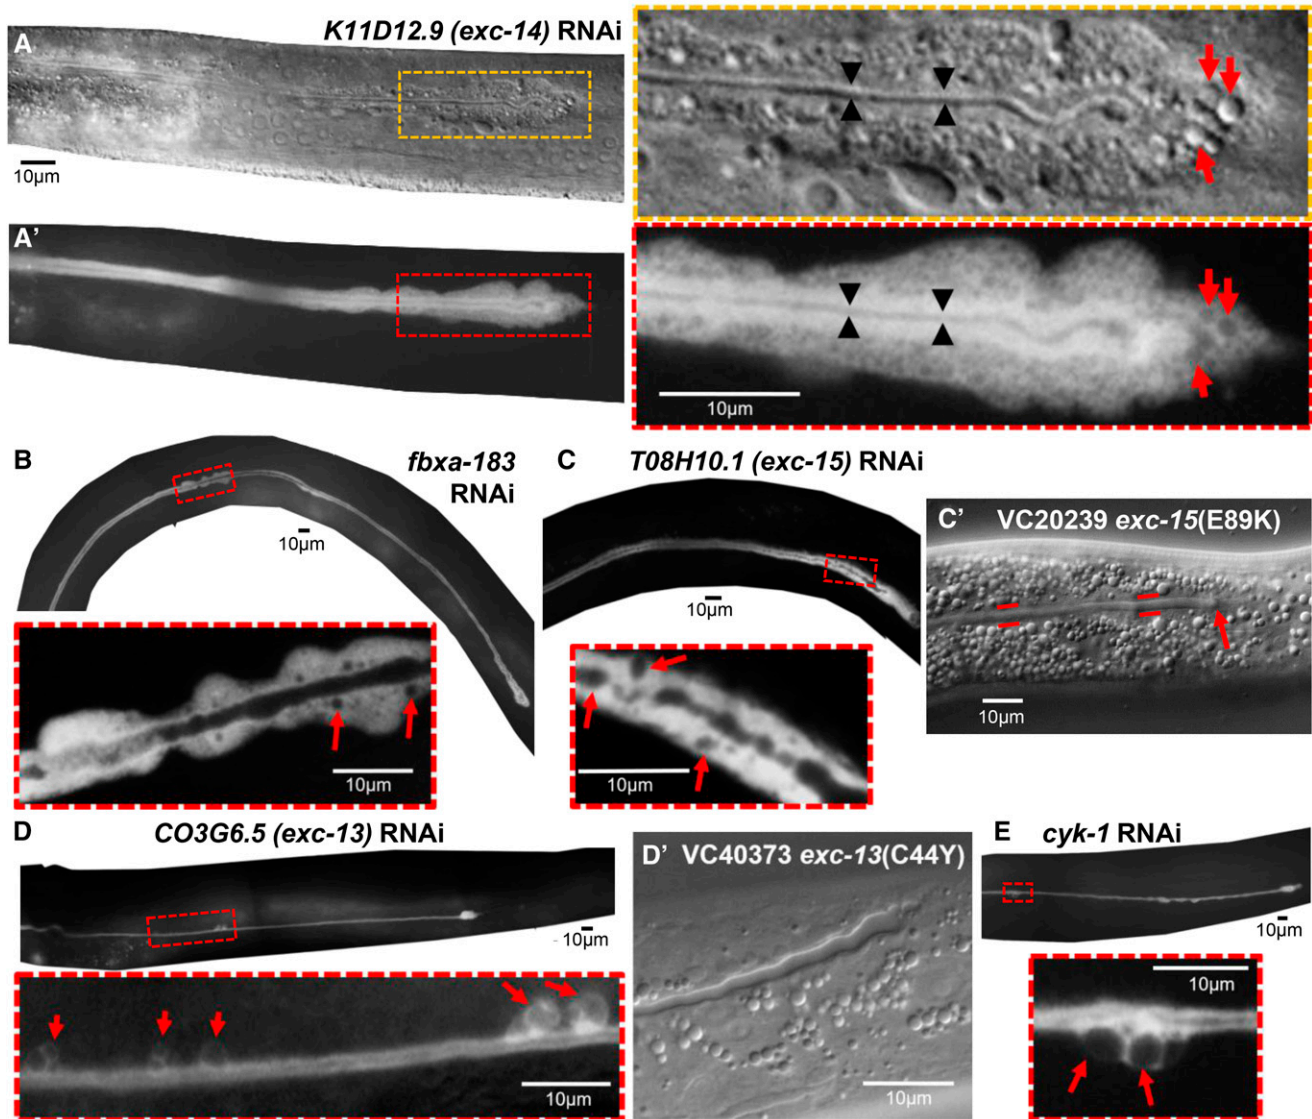 A
K11D12.9 (exc-14) RNAi
10μm
A'
10μm
B
fbxa-183
RNAi
10μm
10μm
C
T08H10.1 (exc-15) RNAi
10μm
10μm
C'
VC20239 exc-15(E89K)
10μm
D
CO3G6.5 (exc-13) RNAi
10μm
10μm
D'
VC40373 exc-13(C44Y)
10μm
E
cyk-1 RNAi
10μm
10μm